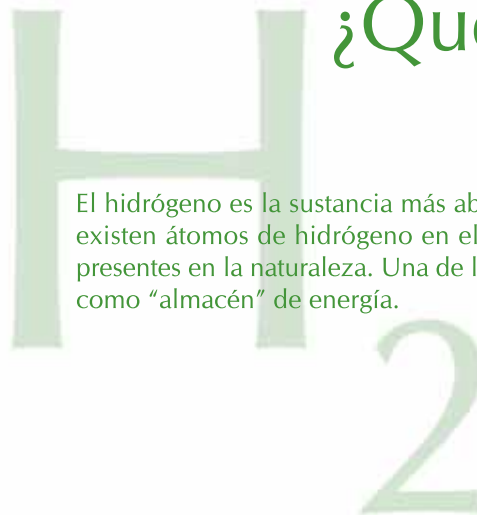 ¿Qu
H
El hidrógeno es la sustancia más ab
existen átomos de hidrógeno en el
presentes en la naturaleza. Una de l
como “almacén” de energía.
2